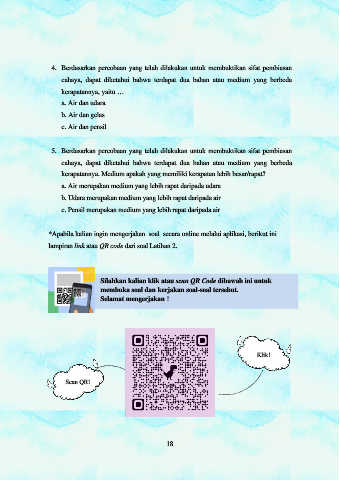 4. Berdasarkan percobaan yang telah dilakukan untuk membuktikan sifat pembiasan
cahaya, dapat diketahui bahwa terdapat dua bahan atau medium yang berbeda
kerapatannya, yaitu …
a. Air dan udara
b. Air dan gelas
c. Air dan pensil
5. Berdasarkan percobaan yang telah dilakukan untuk membuktikan sifat pembiasan
cahaya, dapat diketahui bahwa terdapat dua bahan atau medium yang berbeda
kerapatannya. Medium apakah yang memiliki kerapatan lebih besar/rapat?
a. Air merupakan medium yang lebih rapat daripada udara
b. Udara merupakan medium yang lebih rapat daripada air
c. Pensil merupakan medium yang lebih rapat daripada air
*Apabila kalian ingin mengerjakan soal secara online melalui aplikasi, berikut ini
lampiran link atau QR code dari soal Latihan 2.
Silahkan kalian klik atau scan QR Code dibawah ini untuk
membuka soal dan kerjakan soal-soal tersebut.
Selamat mengerjakan !
Klik!
Scan QR!
18